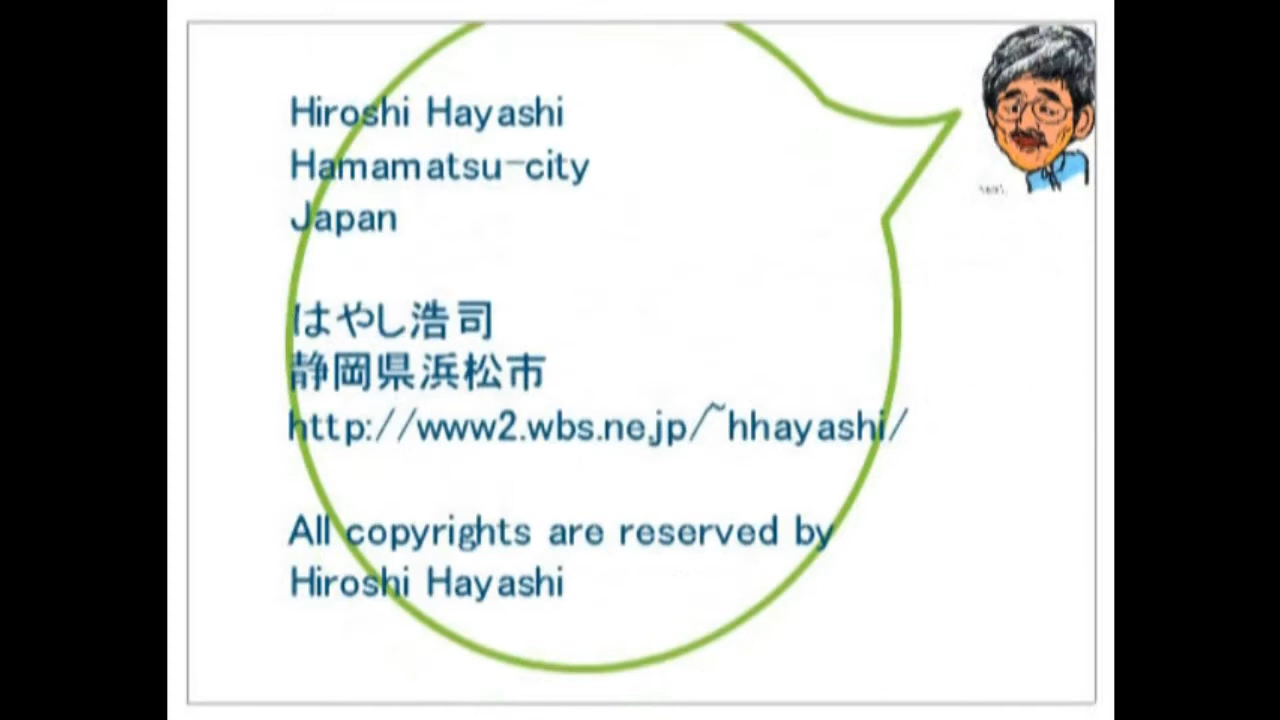 Hiroshi Hayashi
Hamamatsu-city
Japan
はやし浩司
静岡県浜松市
http://www2.wbs.ne.jp/~hhayashi/
All copyrights are reserved by
Hiroshi Hayashi